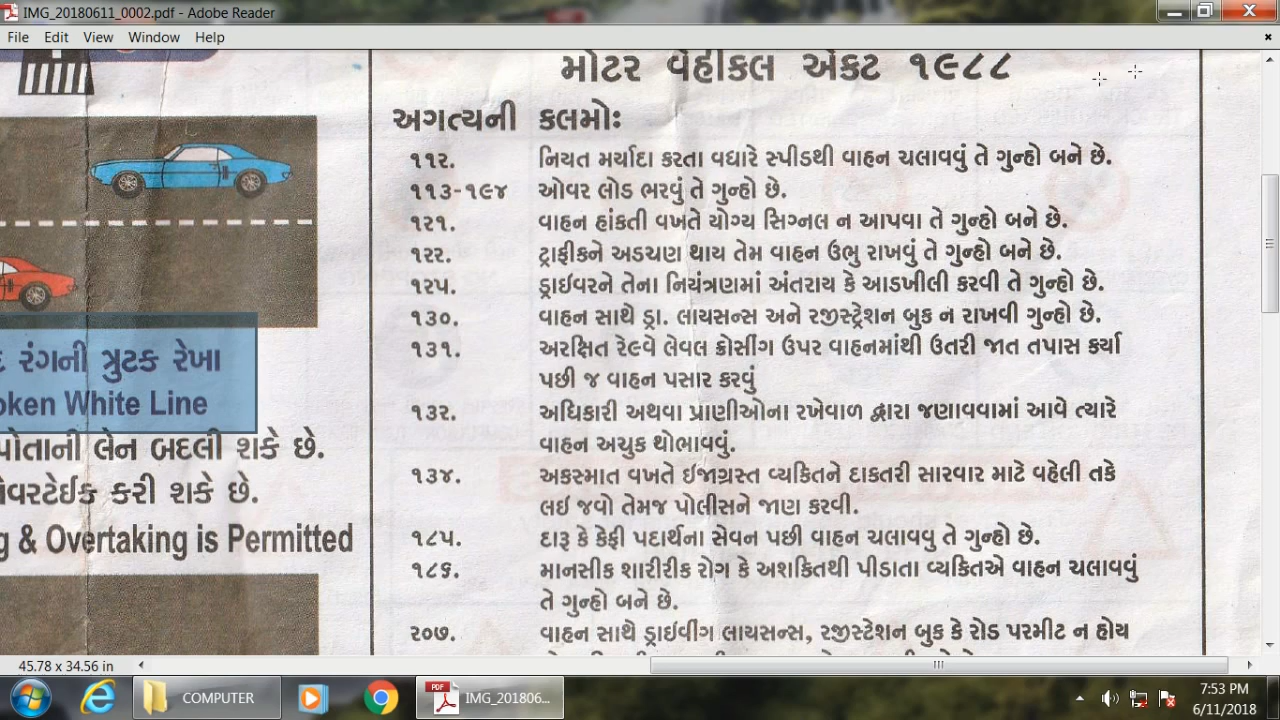 IMG_20180611_0002.pdf - Adobe Reader
File Edit View Window Help
મોટર વેહીકલ એકટ ૧૯૮૮
અગત્યની કલમો:
૧૧૨. નિયત મર્યાદા કરતા વધારે સ્પીડથી વાહન ચલાવવું તે ગુન્હો બને છે.
૧૧૩-૧૯૪ ઓવર લોડ ભરવું તે ગુન્હો છે.
૧૨૧. વાહન હાંકતી વખતે યોગ્ય સિગ્નલ ન આપવા તે ગુન્હો બને છે.
૧૨૨. ટ્રાફીકને અડચણ થાય તેમ વાહન ઉભુ રાખવું તે ગુન્હો બને છે.
૧૨૫. ડ્રાઈવરને તેના નિયંત્રણમાં અંતરાય કે આડખીલી કરવી તે ગુન્હો છે.
૧૩૦. વાહન સાથે ડ્રા. લાયસન્સ અને રજીસ્ટ્રેશન બુક ન રાખવી ગુન્હો છે.
૧૩૧. અરક્ષિત રેલ્વે લેવલ ક્રોસીંગ ઉપર વાહનમાંથી ઉતરી જાત તપાસ કર્યા
પછી જ વાહન પસાર કરવું
૧૩૨. અધિકારી અથવા પ્રાણીઓના રખેવાળ દ્વારા જણાવવામાં આવે ત્યારે
વાહન અચુક થોભાવવું.
૧૩૪. અકસ્માત વખતે ઈજાગ્રસ્ત વ્યકિતને દાકતરી સારવાર માટે વહેલી તકે
લઇ જવો તેમજ પોલીસને જાણ કરવી.
૧૮૫. દારૂ કે કેફી પદાર્થના સેવન પછી વાહન ચલાવવુ તે ગુન્હો છે.
૧૮૬. માનસીક શારીરીક રોગ કે અશકિતથી પીડાતા વ્યકિતએ વાહન ચલાવવું
તે ગુન્હો બને છે.
૨૦૭. વાહન સાથે ડ્રાઈવીંગ લાયસન્સ, રજીસ્ટેશન બુક કે રોડ પરમીટ ન હોય
રંગની ત્રુટક રેખા
White Line
પોતાની લેન બદલી શકે છે.
કરી શકે છે.
& Overtaking is Permitted
45.78 x 34.56 in
COMPUTER
PDF
IMG_201806...
7:53 PM
6/11/2018